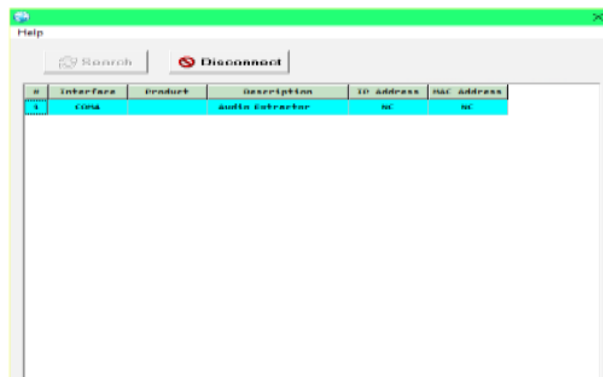 Help
Search Disconnect
# Interface Product Description IP Address MAC Address
1 COM4 Audio Extractor NC NC